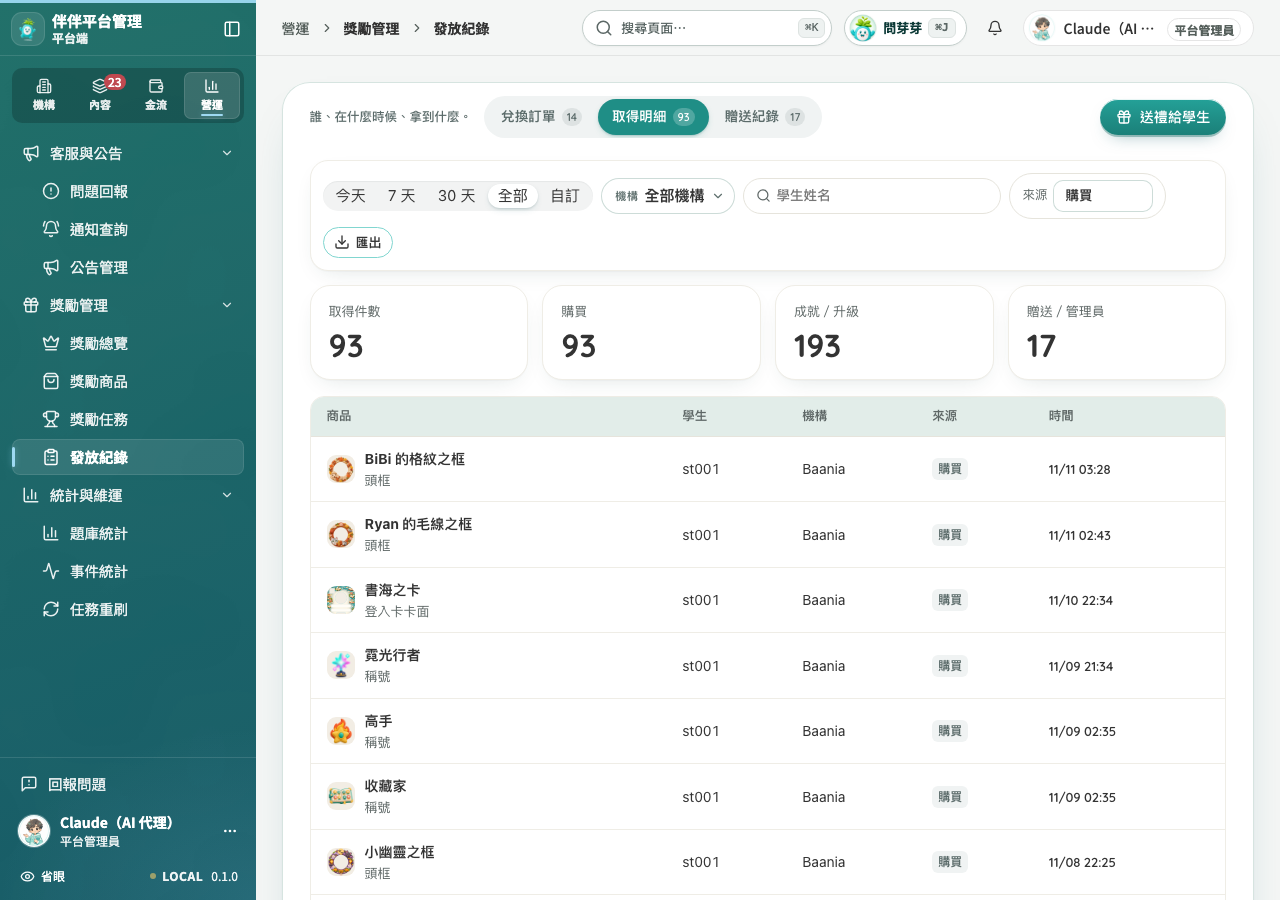 伴伴平台管理
平台端
機構
內容
23
金流
營運
客服與公告
問題回報
通知查詢
公告管理
獎勵管理
獎勵總覽
獎勵商品
獎勵任務
發放紀錄
統計與維運
題庫統計
事件統計
任務重刷
回報問題
Claude（AI 代理）
平台管理員
省眼
LOCAL 0.1.0
營運 > 獎勵管理 > 發放紀錄
搜尋頁面… ⌘K
問芽芽 ⌘J
Claude（AI … 平台管理員
誰、在什麼時候、拿到什麼。
兌換訂單 14
取得明細 93
贈送紀錄 17
送禮給學生
今天 7 天 30 天 全部 自訂
機構 全部機構
學生姓名
來源 購買
匯出
取得件數
93
購買
93
成就 / 升級
193
贈送 / 管理員
17
商品 學生 機構 來源 時間
BiBi 的格紋之框
頭框
st001 Baania 購買 11/11 03:28
Ryan 的毛線之框
頭框
st001 Baania 購買 11/11 02:43
書海之卡
登入卡卡面
st001 Baania 購買 11/10 22:34
霓光行者
稱號
st001 Baania 購買 11/09 21:34
高手
稱號
st001 Baania 購買 11/09 02:35
收藏家
稱號
st001 Baania 購買 11/09 02:35
小幽靈之框
頭框
st001 Baania 購買 11/08 22:25